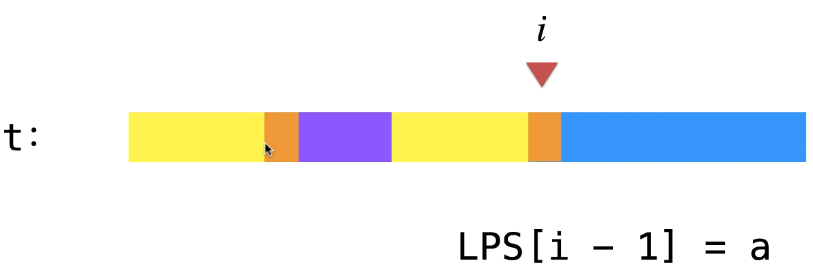 i
t:
LPS[i - 1] = a